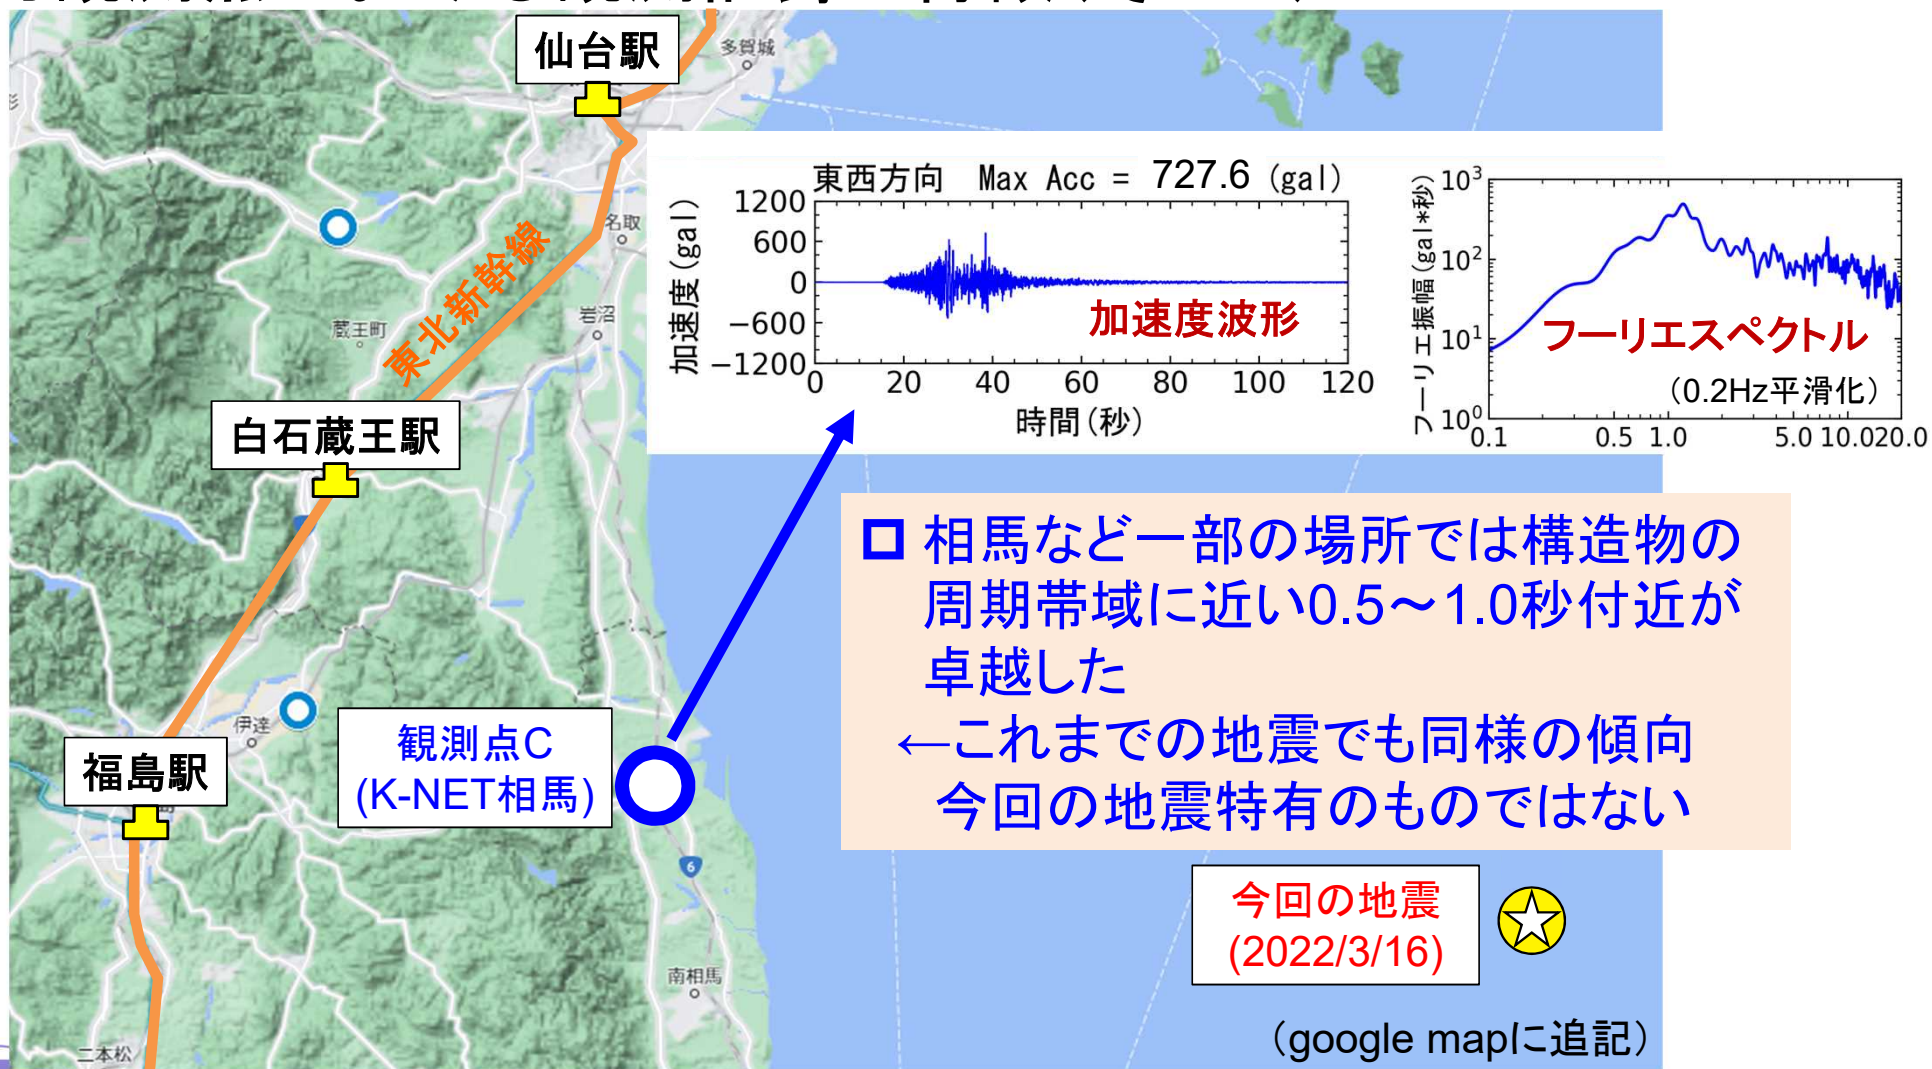 仙台駅
多賀城
東西方向 Max Acc = 727.6 (gal)
加速度(gal)
1200
600
0
-600
-1200
0 20 40 60 80 100 120
時間(秒)
加速度波形
フーリエ振幅(gal*秒)
10^3
10^2
10^1
10^0
0.1 0.5 1.0 5.0 10.0 20.0
フーリエスペクトル
(0.2Hz平滑化)
名取
岩沼
蔵王町
東北新幹線
白石蔵王駅
□ 相馬など一部の場所では構造物の
周期帯域に近い0.5~1.0秒付近が
卓越した
←これまでの地震でも同様の傾向
今回の地震特有のものではない
伊達
福島駅
観測点C
(K-NET相馬)
6
今回の地震
(2022/3/16)
南相馬
二本松
(google mapに追記)